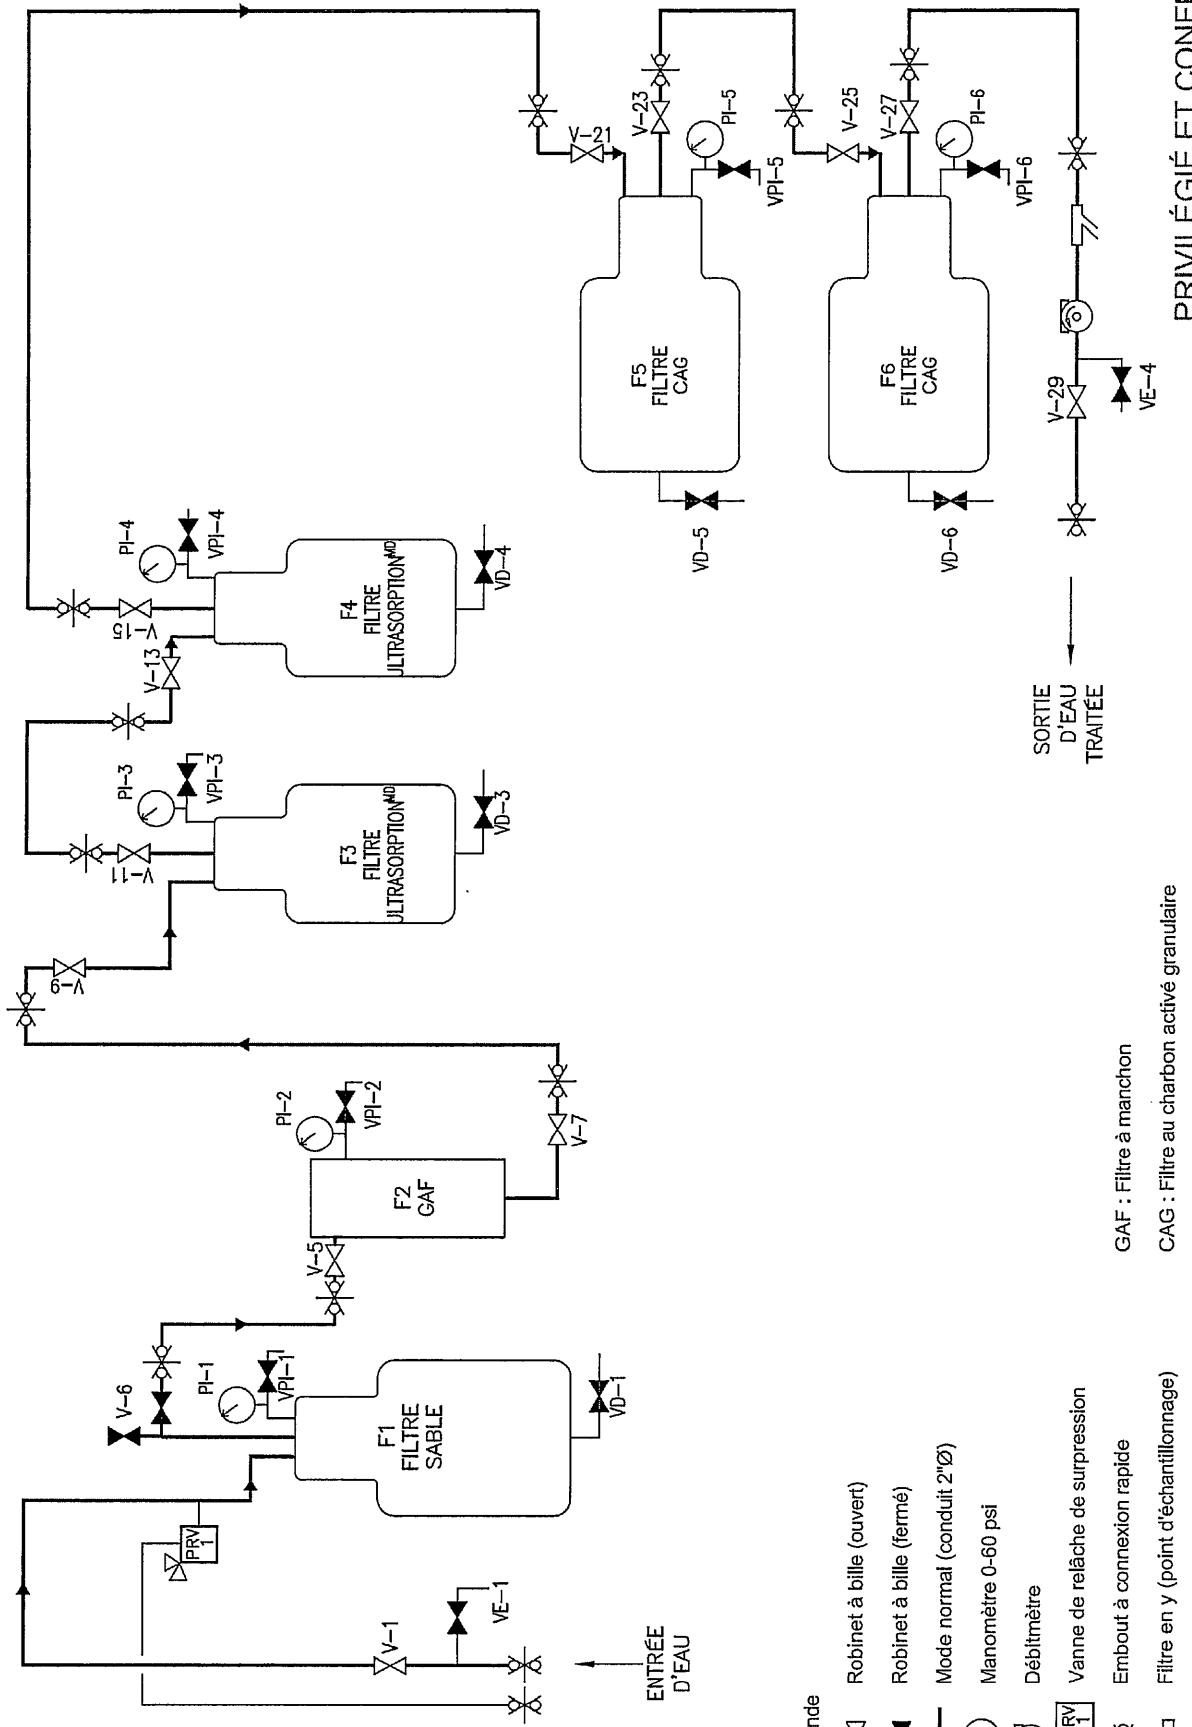 PI-4
VPI-4
V-15
V-13
F4
FILTRE
ULTRASORPTION MD
VD-4
PI-3
VPI-3
V-11
F3
FILTRE
ULTRASORPTION MD
VD-3
V-9
PI-2
VPI-2
F2
GAF
V-5
V-7
V-6
PI-1
VPI-1
F1
FILTRE
SABLE
VD-1
PRV
1
V-1
VE-1
ENTRÉE
D'EAU
V-21
V-23
PI-5
VPI-5
F5
FILTRE
CAG
VD-5
V-25
V-27
PI-6
VPI-6
F6
FILTRE
CAG
VD-6
V-29
VE-4
SORTIE
D'EAU
TRAITÉE
PRIVILÉGIÉ ET
Robinet à bille (ouvert)
Robinet à bille (fermé)
Mode normal (conduit 2"Ø)
Manomètre 0-60 psi
Débitmètre
PRV
1
Vanne de relâche de surpression
Embout à connexion rapide
Filtre en y (point d'échantillonnage)
GAF : Filtre à manchon
CAG : Filtre au charbon activé granulaire